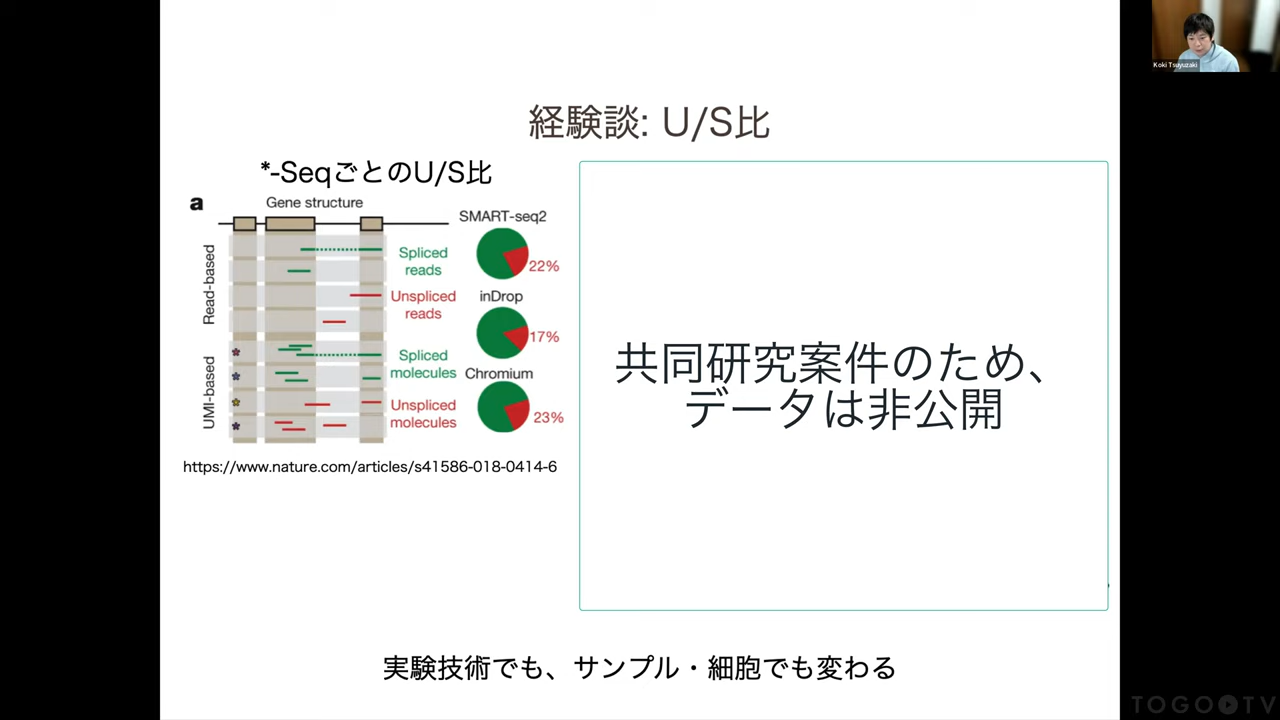 Koki Tsuyuzaki
経験談: U/S比
*-SeqごとのU/S比
a
Gene structure
SMART-seq2
Read-based
Spliced
reads
22%
Unspliced
reads
inDrop
17%
UMI-based
Spliced
molecules
Chromium
Unspliced
molecules
23%
https://www.nature.com/articles/s41586-018-0414-6
共同研究案件のため、
データは非公開
実験技術でも、サンプル・細胞でも変わる
TOGOTV